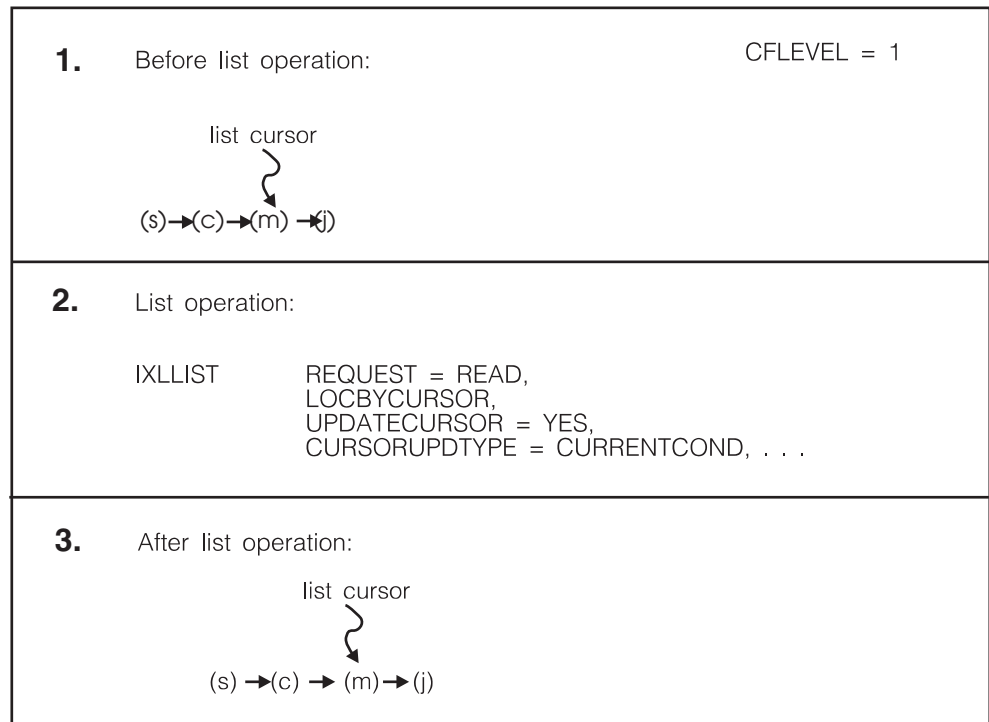 1. Before list operation: CFLEVEL = 1
list cursor
(s)→(c)→(m) →(j)
2. List operation:
IXLLIST REQUEST = READ,
LOCBYCURSOR,
UPDATECURSOR = YES,
CURSORUPDTYPE = CURRENTCOND, . . .
3. After list operation:
list cursor
(s) →(c) → (m)→ (j)